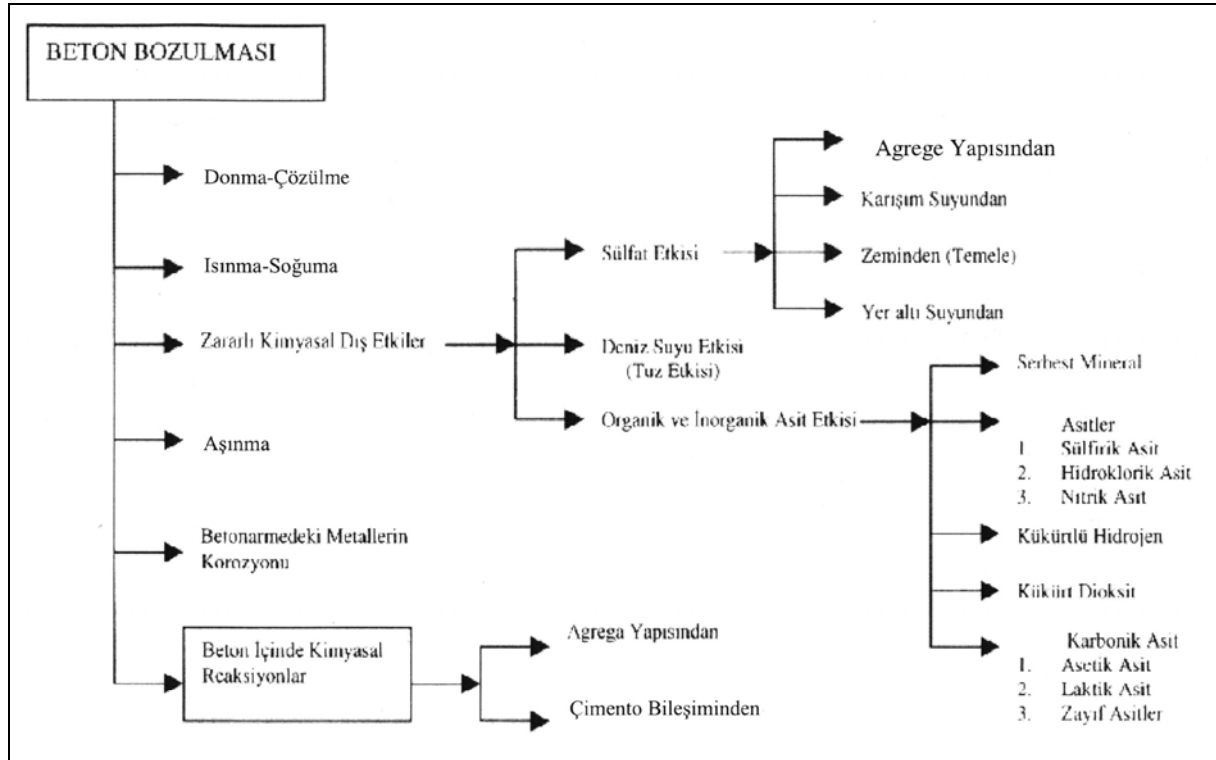 BETON BOZULMASI
Donma-Çözülme
Isınma-Soğuma
Zararlı Kimyasal Dış Etkiler
Aşınma
Betonarmedeki Metallerin
Korozyonu
Beton İçinde Kimyasal
Reaksiyonlar
Sülfat Etkisi
Deniz Suyu Etkisi
(Tuz Etkisi)
Organik ve İnorganik Asit Etkisi
Agrege Yapısından
Karışım Suyundan
Zeminden (Temele)
Yer altı Suyundan
Serbest Mineral
Asitler
1 Sülfirik Asit
2. Hidroklorik Asit
3. Nitrik Asit
Kükürtlü Hidrojen
Kükürt Dioksit
Karbonik Asit
1. Asetik Asit
2. Laktik Asit
3. Zayıf Asitler
Agrega Yapısından
Çimento Bileşiminden